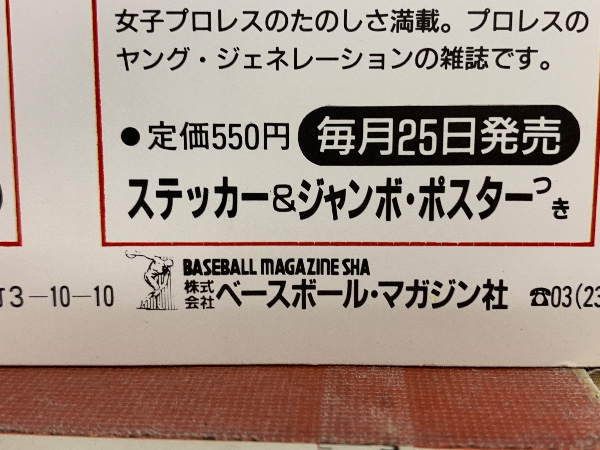 女子プロレスのたのしさ満載。プロレスの
ヤング・ジェネレーションの雑誌です。
●定価550円 毎月25日発売
ステッカー&ジャンボ・ポスターつき
BASEBALL MAGAZINE SHA
3-10-10 株式会社 ベースボール・マガジン社 ☎03(23